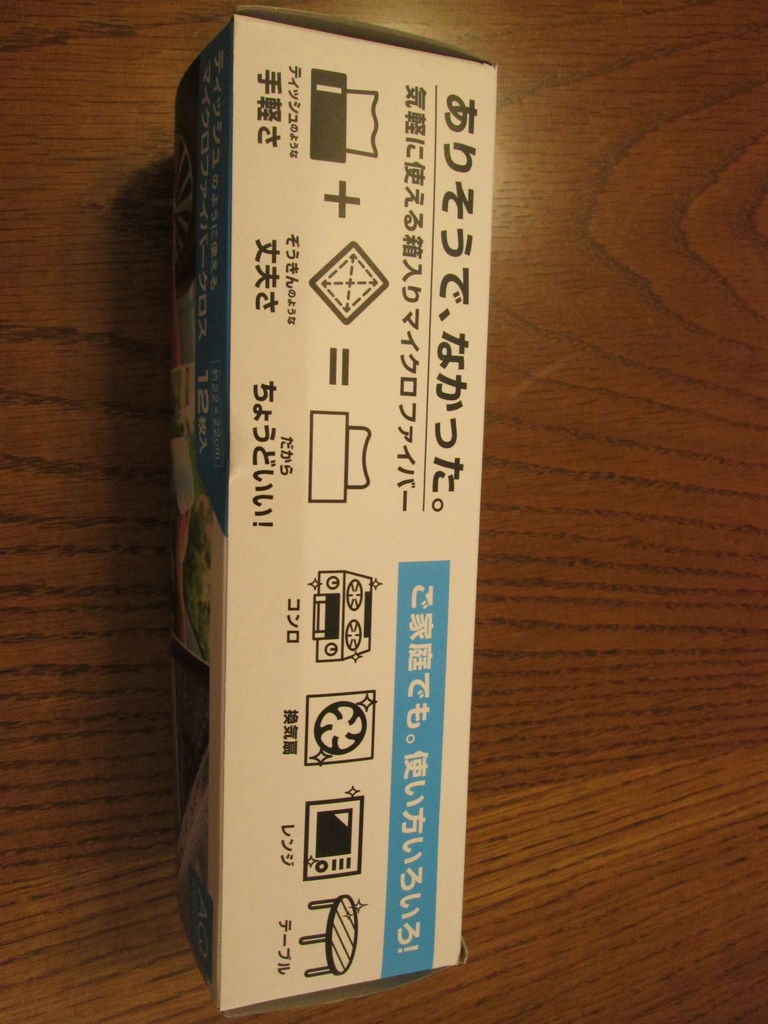 ありそうで、なかった。
気軽に使える箱入りマイクロファイバー
ティッシュのような
手軽さ
+
ぞうきんのような
丈夫さ
=
だから
ちょうどいい!
ご家庭でも。使い方いろいろ!
コンロ
換気扇
レンジ
テーブル
ティッシュのように使える
マイクロファイバークロス
約22×22cm
12枚入